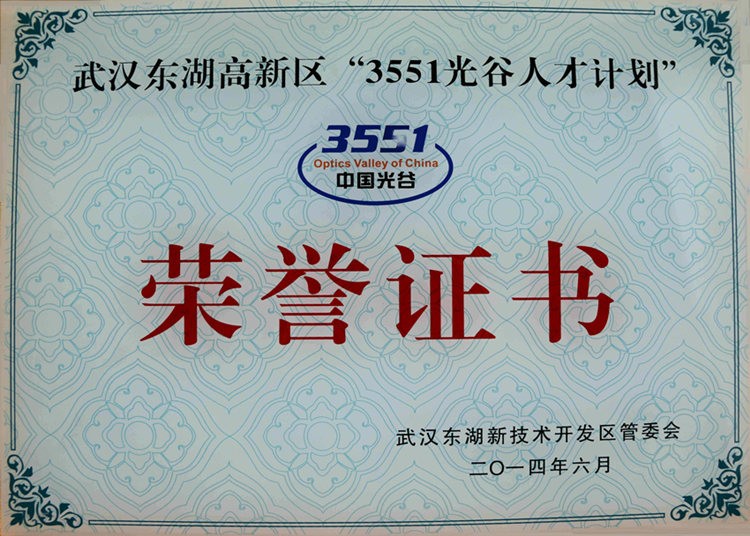 武汉东湖高新区“3551光谷人才计划”
3551
Optics Valley of China
中国光谷
荣誉证书
武汉东湖新技术开发区管委会
二〇一四年六月